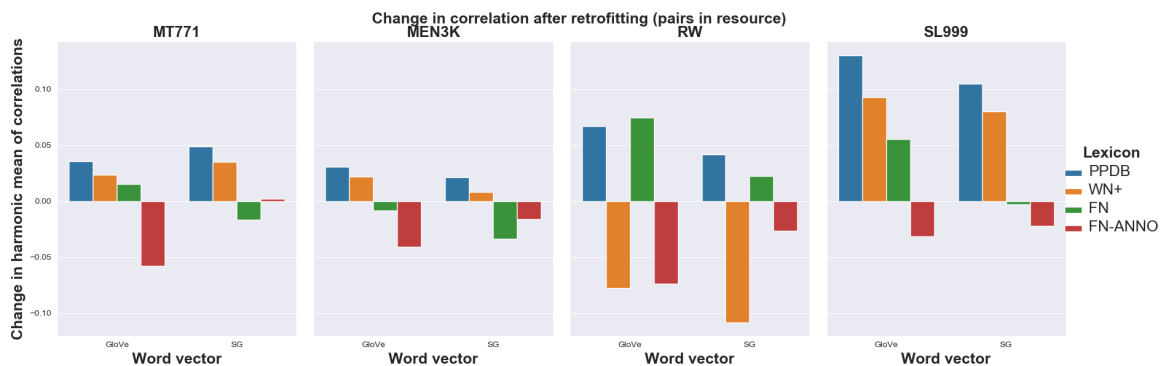 Change in correlation after retrofitting (pairs in resource)
MT771
MEN3K
RW
SL999
Change in harmonic mean of correlations
0.10
0.05
0.00
−0.05
−0.10
GloVe
SG
GloVe
SG
GloVe
SG
GloVe
SG
Word vector
Word vector
Word vector
Word vector
Lexicon
PPDB
WN+
FN
FN-ANNO